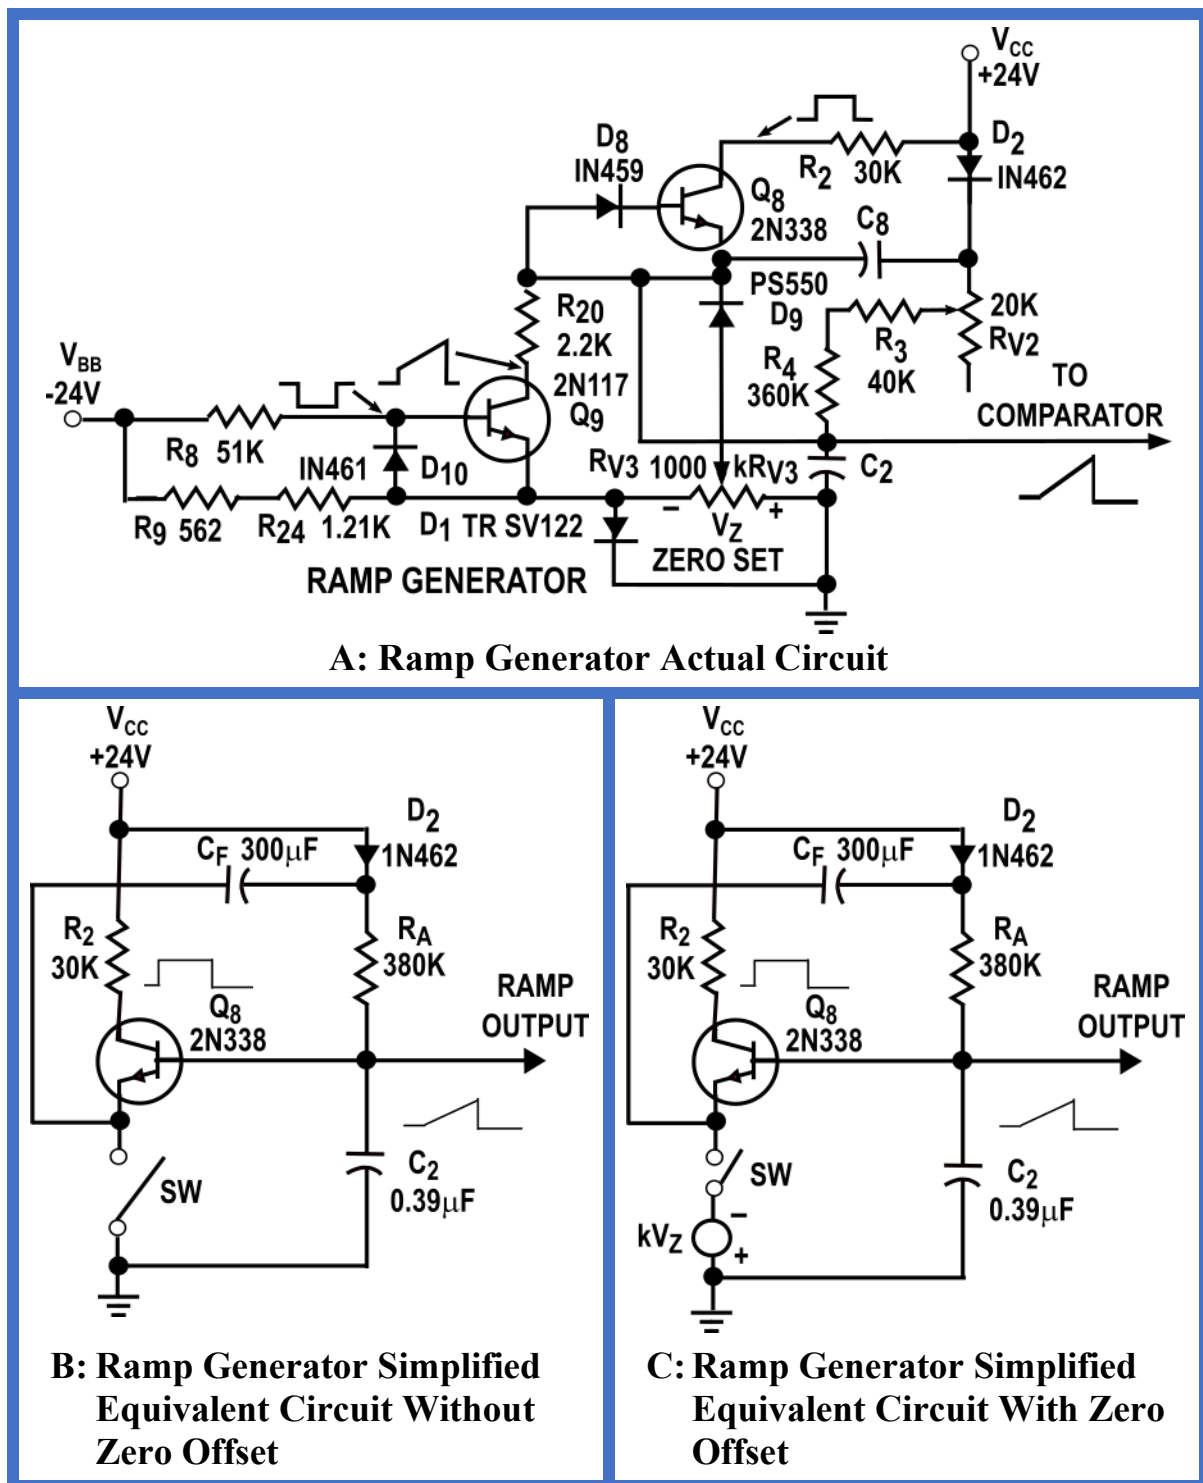 VCC
+24V
D8
IN459
R2 30K
D2
IN462
Q8
2N338
C8
PS550
D9
R20
2.2K
2N117
Q9
VBB
-24V
R8 51K
IN461
D10
R4
360K
R3
40K
20K
RV2
TO
COMPARATOR
RV3 1000 kRV3
C2
R9 562
R24 1.21K
D1 TR SV122
- VZ +
ZERO SET
RAMP GENERATOR
A: Ramp Generator Actual Circuit
VCC
+24V
D2
1N462
CF 300µF
R2
30K
RA
380K
Q8
2N338
RAMP
OUTPUT
SW
C2
0.39µF
B: Ramp Generator Simplified
Equivalent Circuit Without
Zero Offset
VCC
+24V
D2
1N462
CF 300µF
R2
30K
RA
380K
Q8
2N338
RAMP
OUTPUT
SW
C2
0.39µF
kVZ
-
+
C: Ramp Generator Simplified
Equivalent Circuit With Zero
Offset